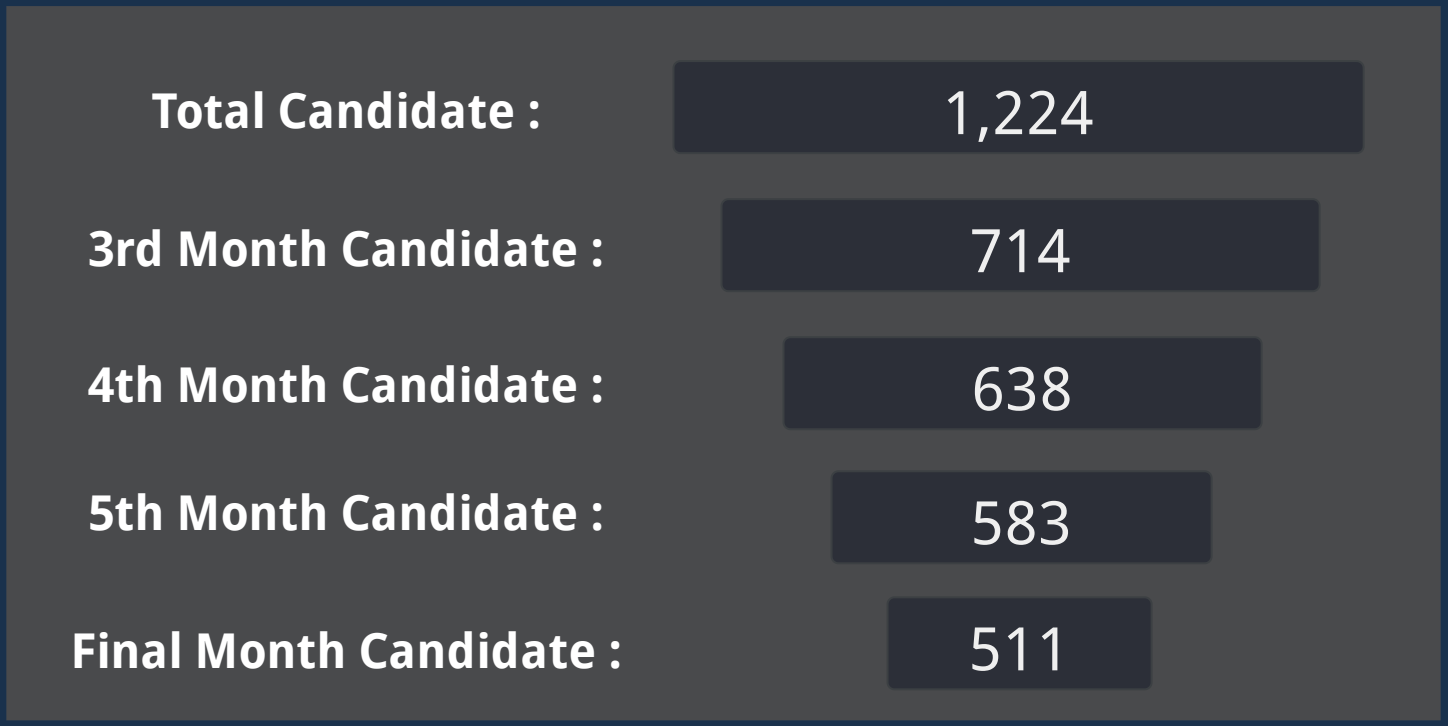 Total Candidate : 1,224
3rd Month Candidate : 714
4th Month Candidate : 638
5th Month Candidate : 583
Final Month Candidate : 511